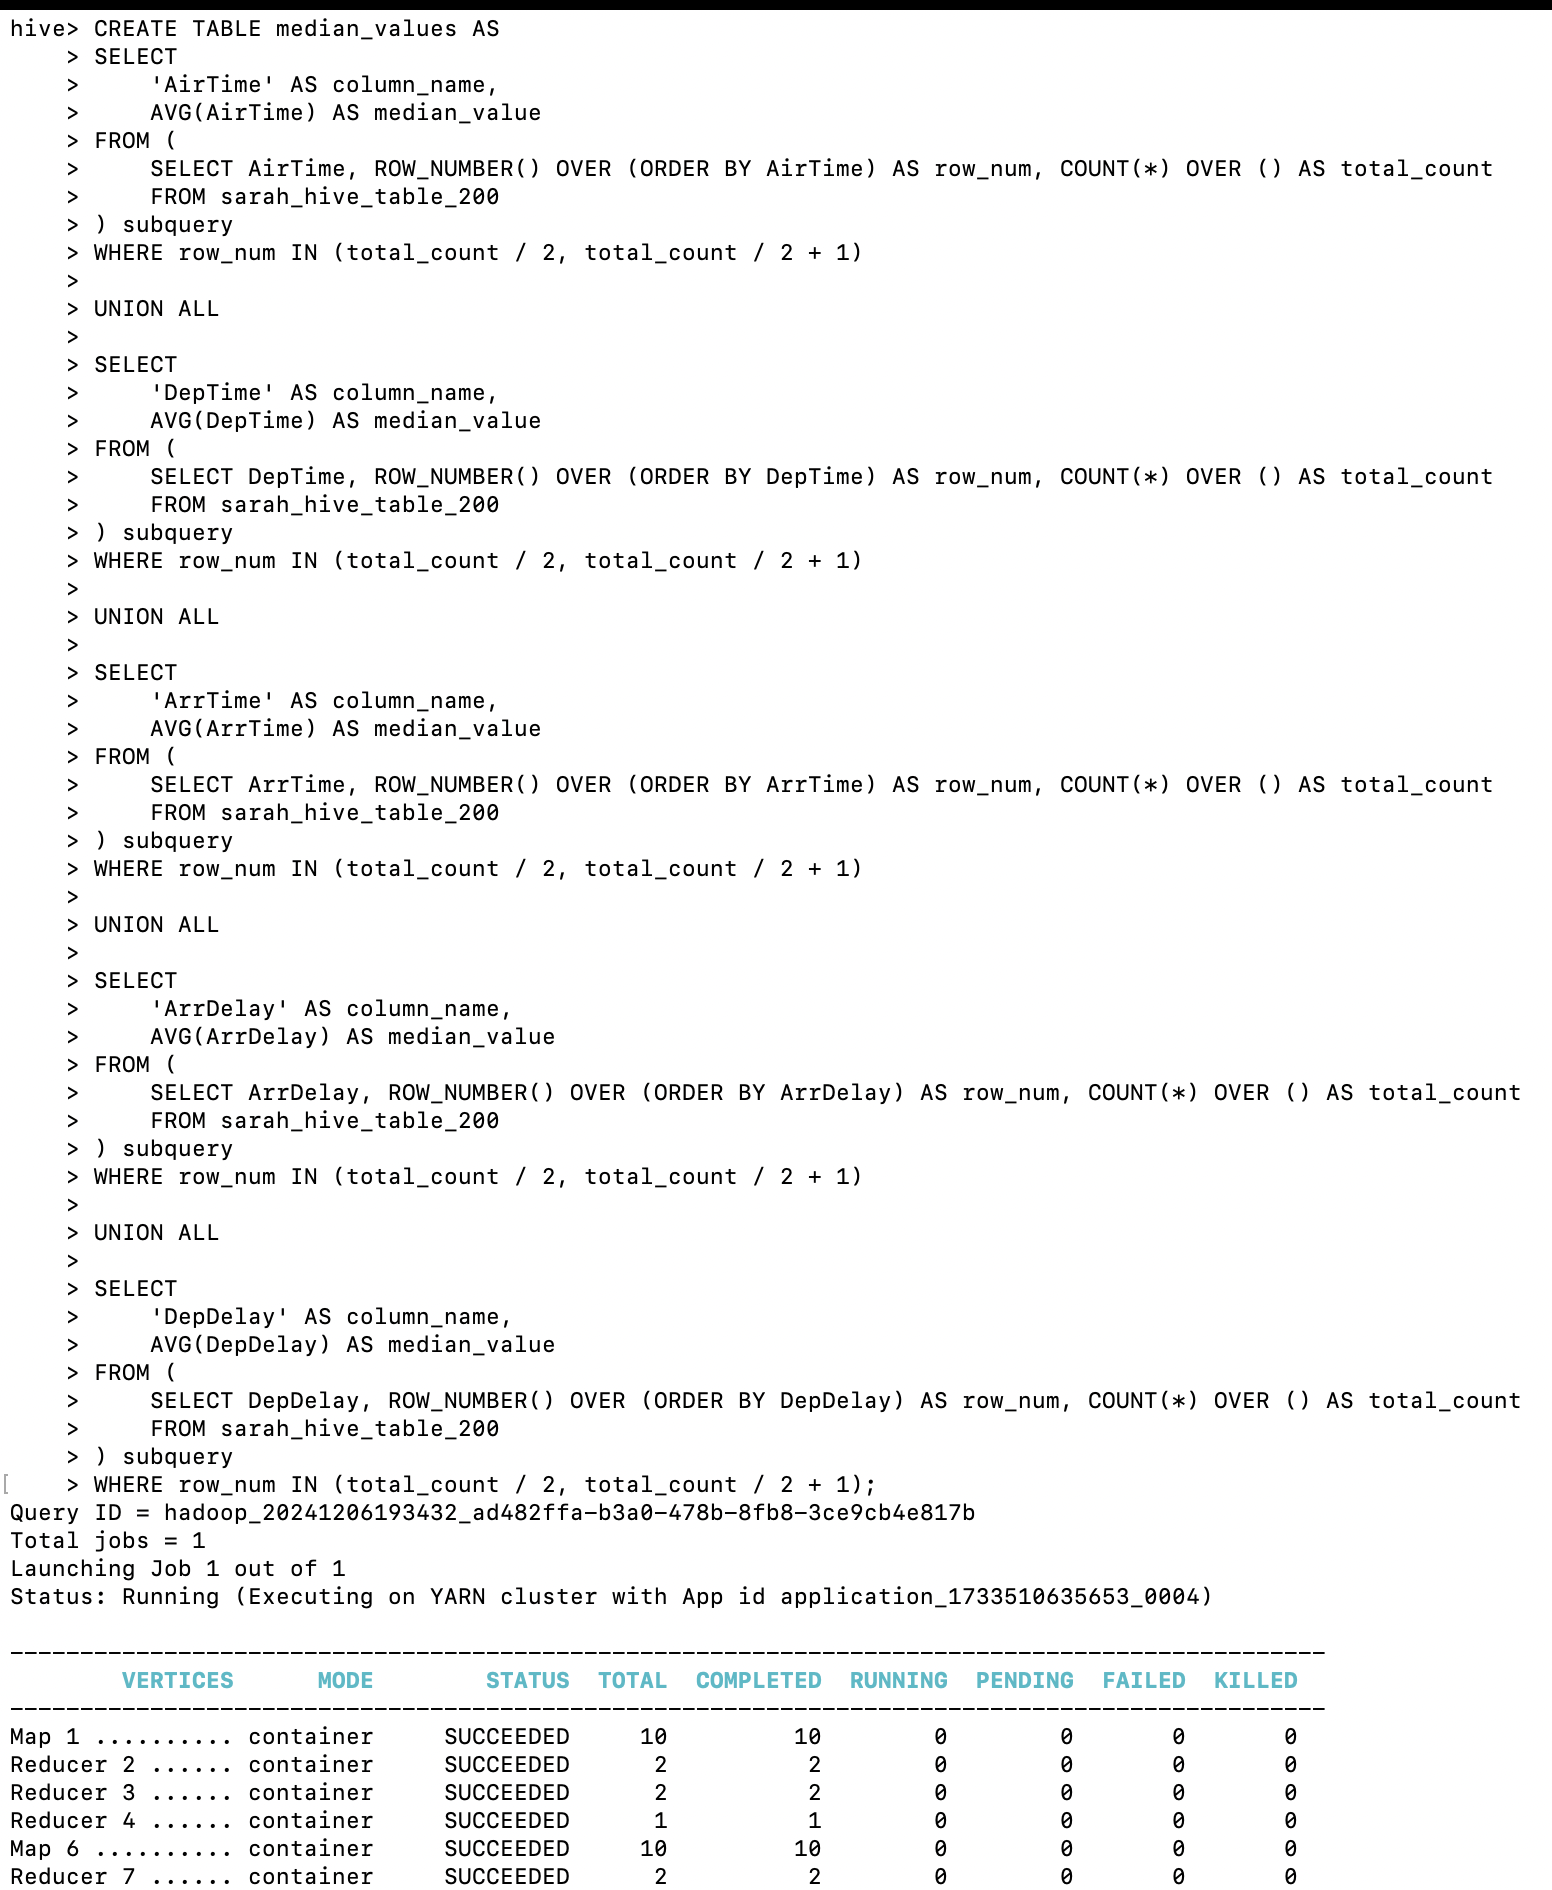 hive> CREATE TABLE median_values AS
    > SELECT
    >     'AirTime' AS column_name,
    >     AVG(AirTime) AS median_value
    > FROM (
    >     SELECT AirTime, ROW_NUMBER() OVER (ORDER BY AirTime) AS row_num, COUNT(*) OVER () AS total_count
    >     FROM sarah_hive_table_200
    > ) subquery
    > WHERE row_num IN (total_count / 2, total_count / 2 + 1)
    >
    > UNION ALL
    >
    > SELECT
    >     'DepTime' AS column_name,
    >     AVG(DepTime) AS median_value
    > FROM (
    >     SELECT DepTime, ROW_NUMBER() OVER (ORDER BY DepTime) AS row_num, COUNT(*) OVER () AS total_count
    >     FROM sarah_hive_table_200
    > ) subquery
    > WHERE row_num IN (total_count / 2, total_count / 2 + 1)
    >
    > UNION ALL
    >
    > SELECT
    >     'ArrTime' AS column_name,
    >     AVG(ArrTime) AS median_value
    > FROM (
    >     SELECT ArrTime, ROW_NUMBER() OVER (ORDER BY ArrTime) AS row_num, COUNT(*) OVER () AS total_count
    >     FROM sarah_hive_table_200
    > ) subquery
    > WHERE row_num IN (total_count / 2, total_count / 2 + 1)
    >
    > UNION ALL
    >
    > SELECT
    >     'ArrDelay' AS column_name,
    >     AVG(ArrDelay) AS median_value
    > FROM (
    >     SELECT ArrDelay, ROW_NUMBER() OVER (ORDER BY ArrDelay) AS row_num, COUNT(*) OVER () AS total_count
    >     FROM sarah_hive_table_200
    > ) subquery
    > WHERE row_num IN (total_count / 2, total_count / 2 + 1)
    >
    > UNION ALL
    >
    > SELECT
    >     'DepDelay' AS column_name,
    >     AVG(DepDelay) AS median_value
    > FROM (
    >     SELECT DepDelay, ROW_NUMBER() OVER (ORDER BY DepDelay) AS row_num, COUNT(*) OVER () AS total_count
    >     FROM sarah_hive_table_200
    > ) subquery
[   > WHERE row_num IN (total_count / 2, total_count / 2 + 1);
Query ID = hadoop_20241206193432_ad482ffa-b3a0-478b-8fb8-3ce9cb4e817b
Total jobs = 1
Launching Job 1 out of 1
Status: Running (Executing on YARN cluster with App id application_1733510635653_0004)
----------------------------------------------------------------------------------------------
        VERTICES      MODE        STATUS  TOTAL  COMPLETED  RUNNING  PENDING  FAILED  KILLED
----------------------------------------------------------------------------------------------
Map 1 .......... container     SUCCEEDED     10         10        0        0       0       0
Reducer 2 ...... container     SUCCEEDED      2          2        0        0       0       0
Reducer 3 ...... container     SUCCEEDED      2          2        0        0       0       0
Reducer 4 ...... container     SUCCEEDED      1          1        0        0       0       0
Map 6 .......... container     SUCCEEDED     10         10        0        0       0       0
Reducer 7 ...... container     SUCCEEDED      2          2        0        0       0       0